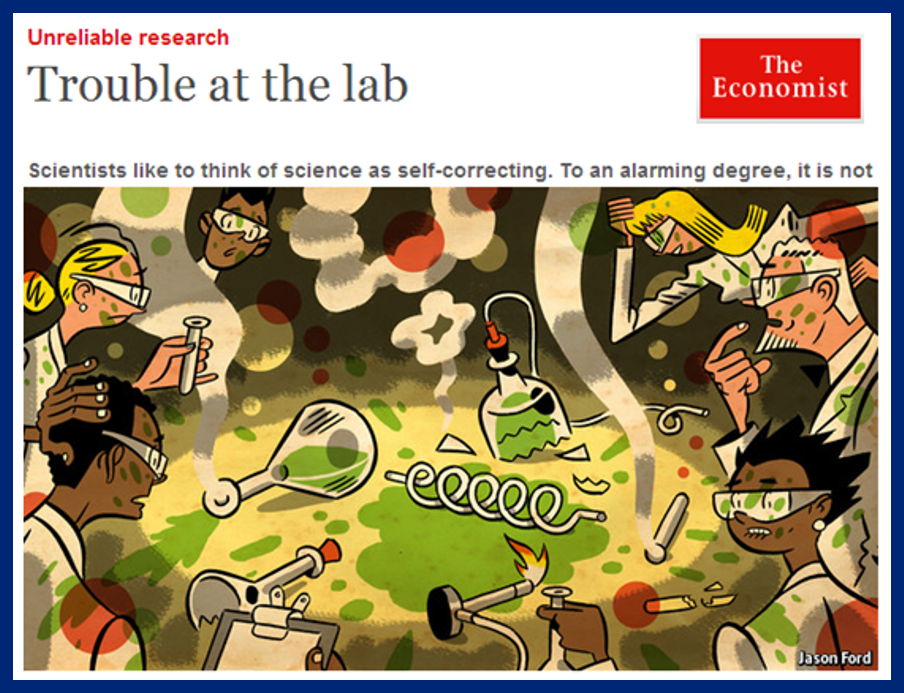 Unreliable research
Trouble at the lab
The
Economist
Scientists like to think of science as self-correcting. To an alarming degree, it is not
Jason Ford